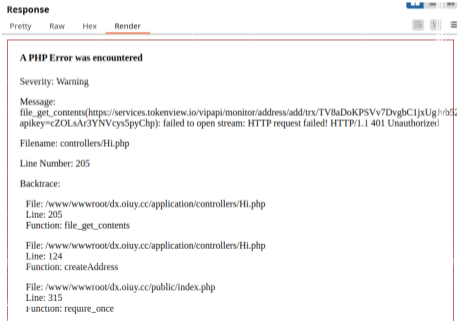 Response
Pretty Raw Hex Render
A PHP Error was encountered
Severity: Warning
Message:
file_get_contents(https://services.tokenview.io/vipapi/monitor/address/add/trx/TV8aDoKPSVv7DvgbC1jxUg
apikey=cZOLsAr3YNVcys5pyChp): failed to open stream: HTTP request failed! HTTP/1.1 401 Unauthorized
Filename: controllers/Hi.php
Line Number: 205
Backtrace:
File: /www/wwwroot/dx.oiuy.cc/application/controllers/Hi.php
Line: 205
Function: file_get_contents
File: /www/wwwroot/dx.oiuy.cc/application/controllers/Hi.php
Line: 124
Function: createAddress
File: /www/wwwroot/dx.oiuy.cc/public/index.php
Line: 315
Function: require_once